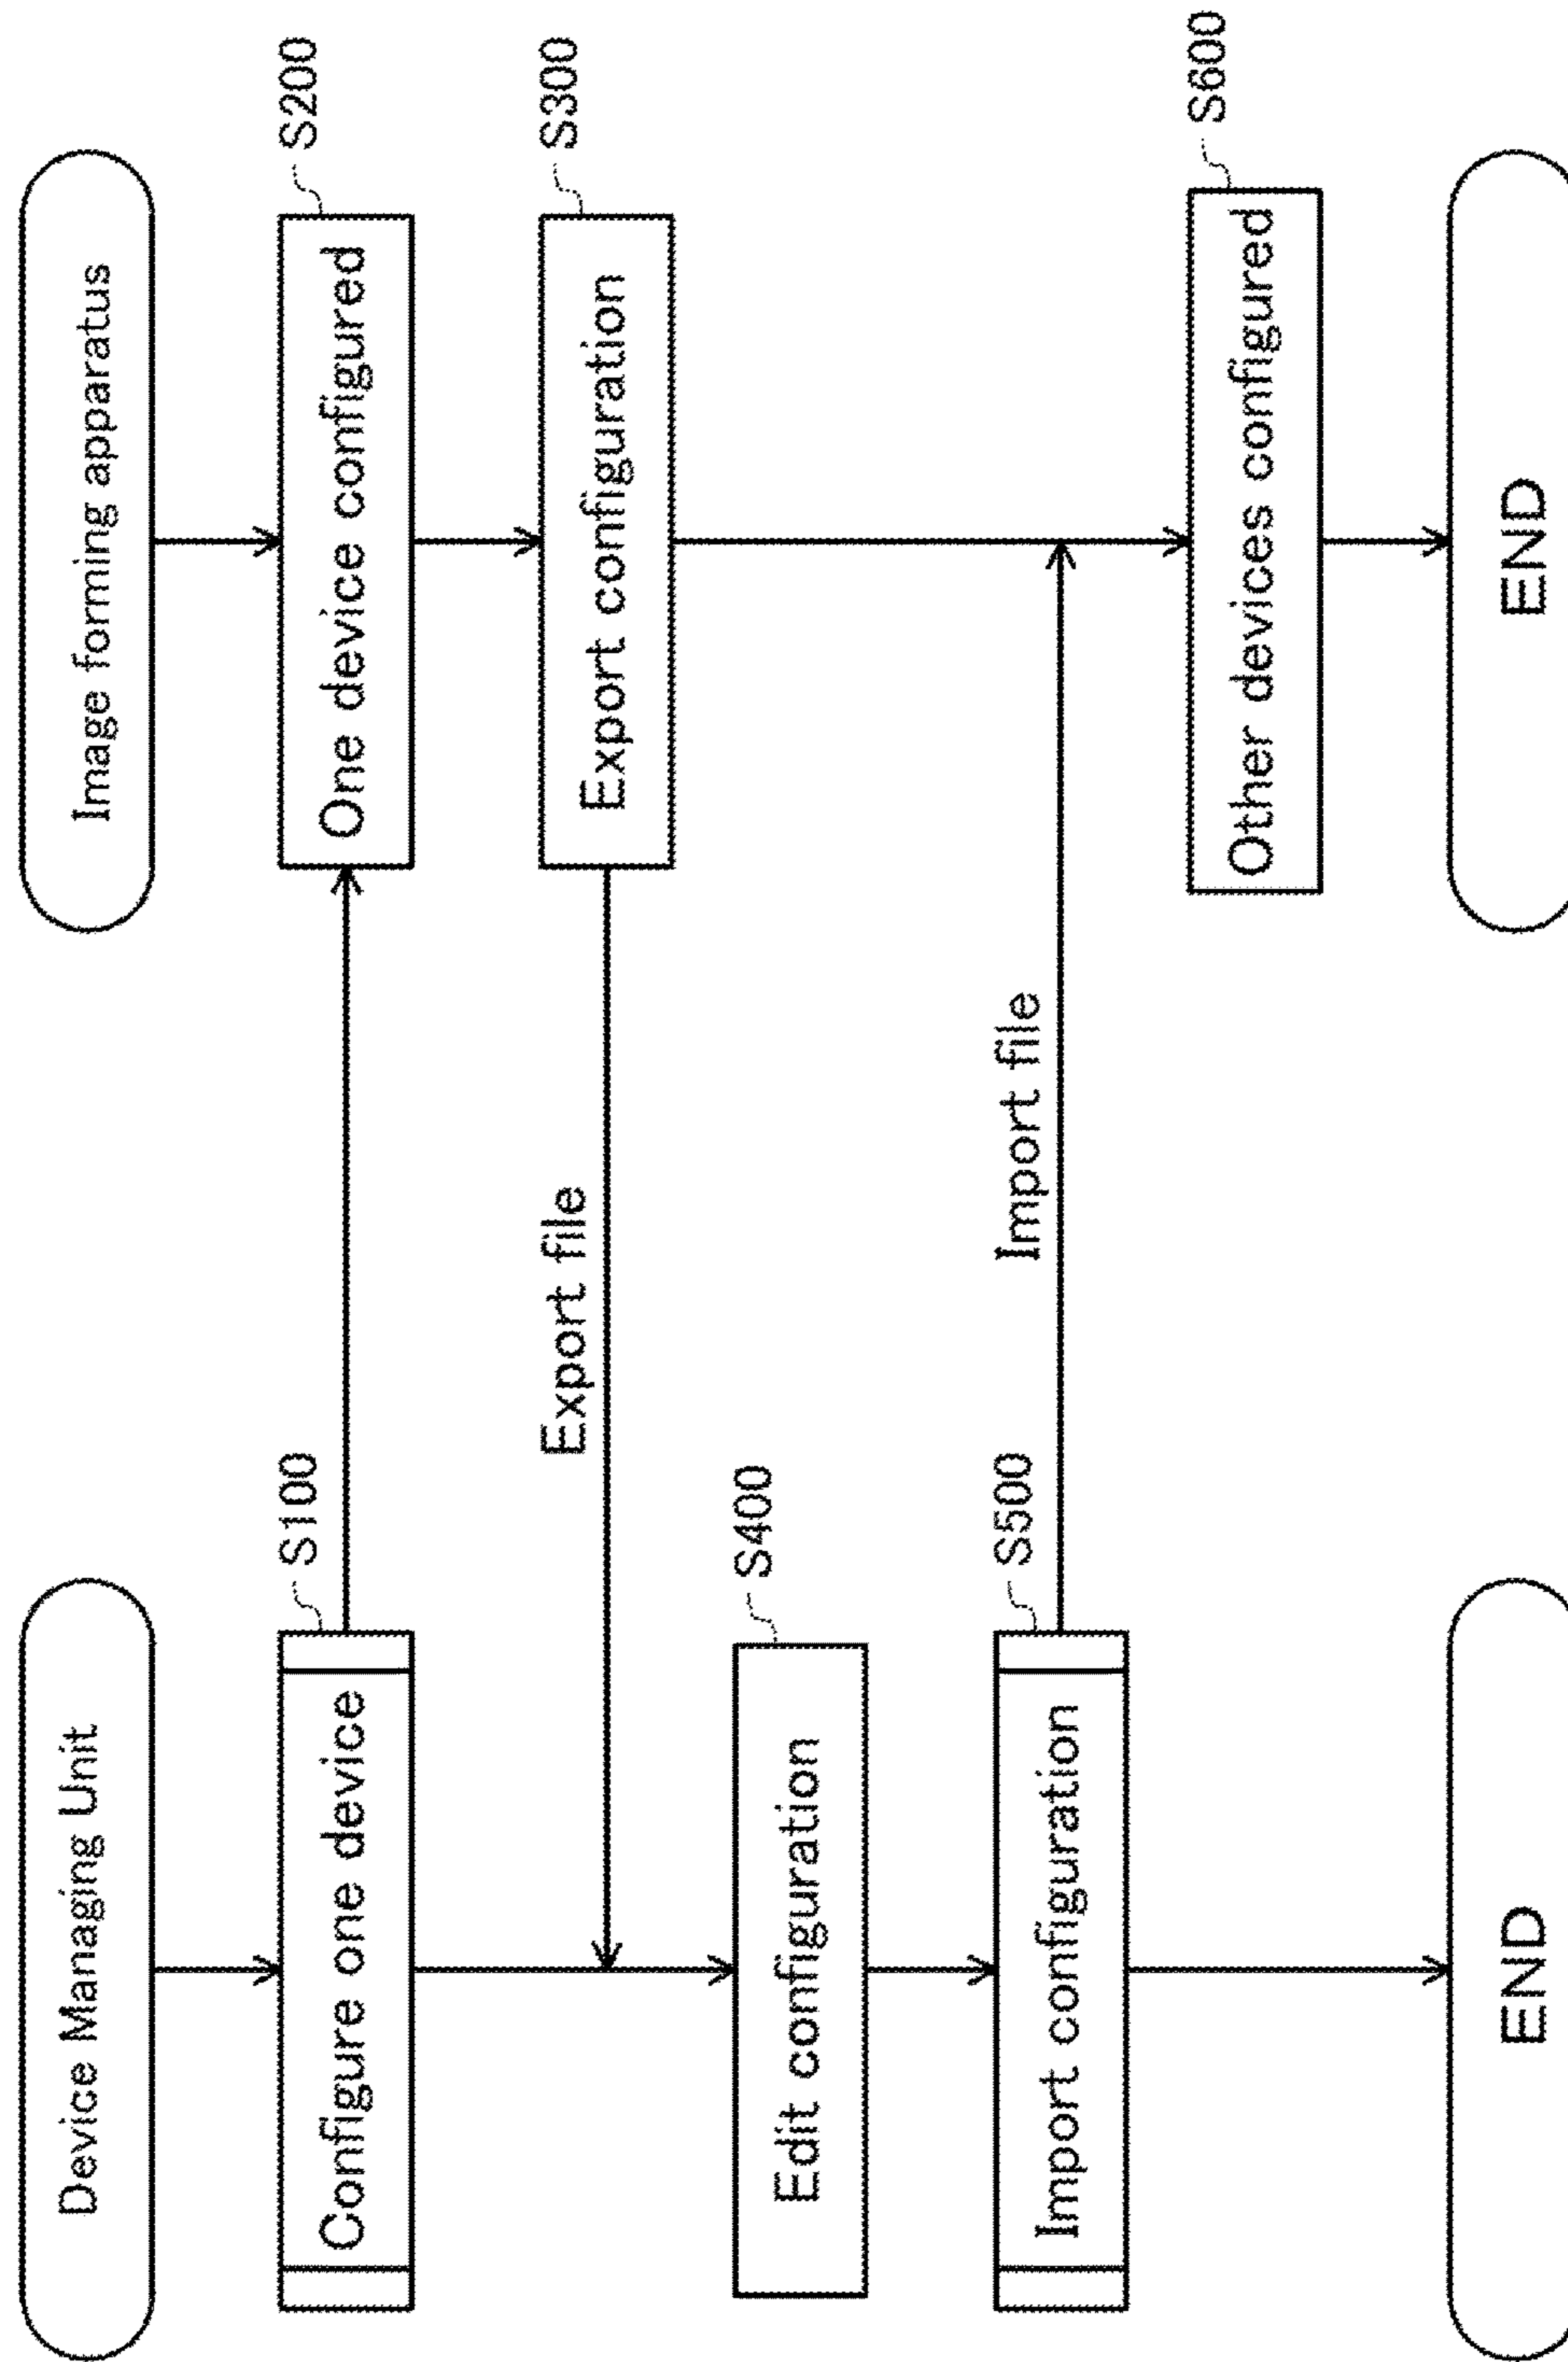 Device Managing Unit
Image forming apparatus
S100
Configure one device
S200
One device configured
S300
Export configuration
Export file
S400
Edit configuration
S500
Import configuration
Import file
S600
Other devices configured
END
END